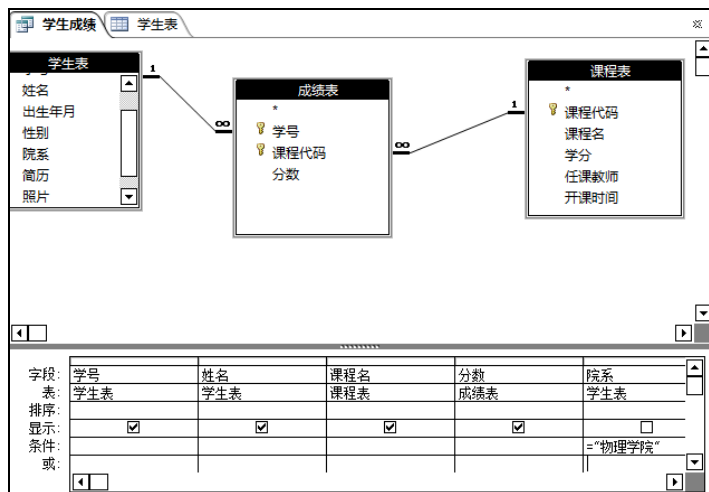 学生成绩 学生表
学生表
姓名
出生年月
性别
院系
简历
照片
1
∞
成绩表
*
学号
课程代码
分数
∞
1
课程表
*
课程代码
课程名
学分
任课教师
开课时间
字段: 学号 姓名 课程名 分数 院系
表: 学生表 学生表 课程表 成绩表 学生表
排序:
显示:
条件: ="物理学院"
或: